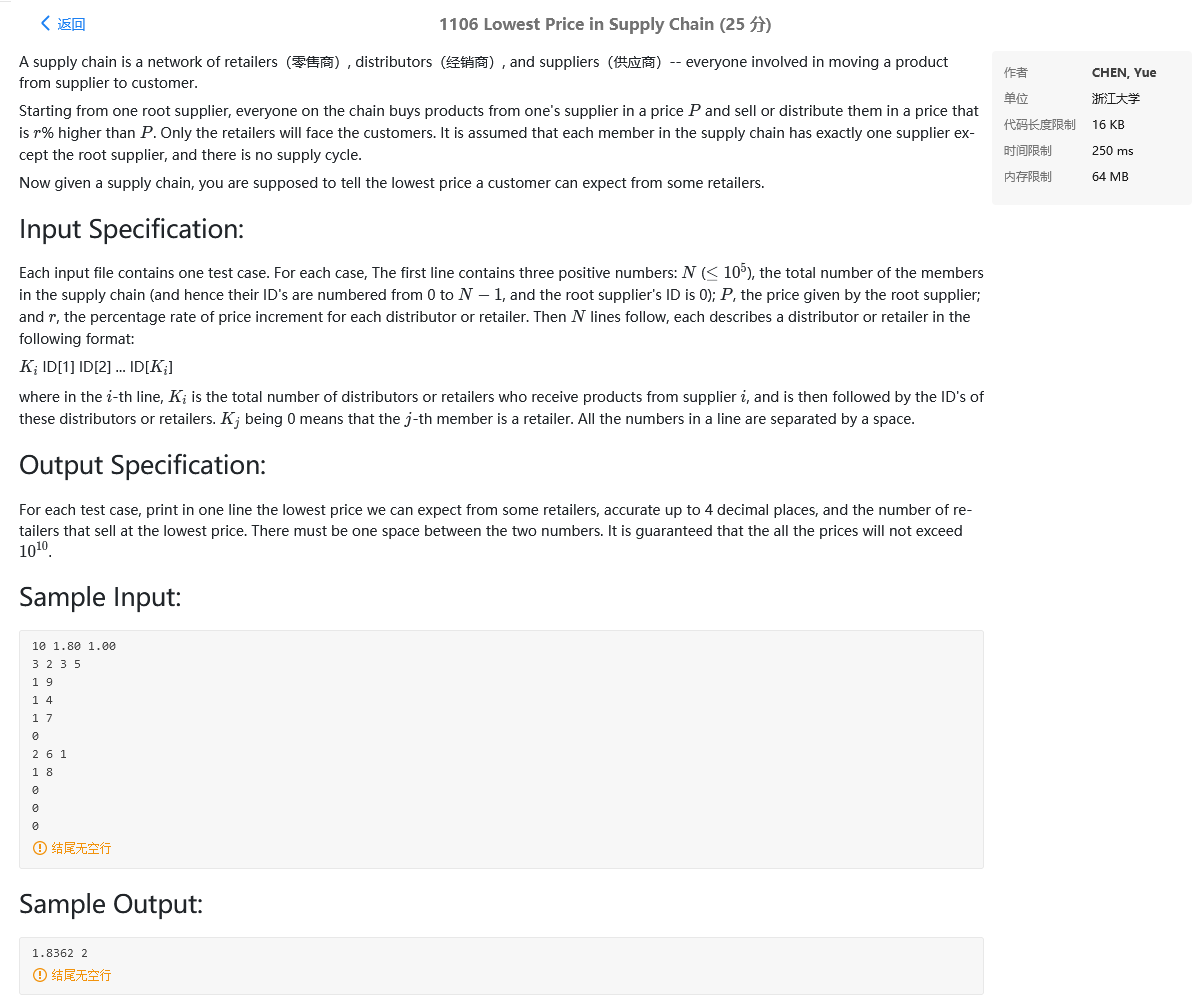 返回
1106 Lowest Price in Supply Chain (25 分)
A supply chain is a network of retailers（零售商）, distributors（经销商）, and suppliers（供应商）-- everyone involved in moving a product
from supplier to customer.
Starting from one root supplier, everyone on the chain buys products from one's supplier in a price P and sell or distribute them in a price that
is r% higher than P. Only the retailers will face the customers. It is assumed that each member in the supply chain has exactly one supplier ex-
cept the root supplier, and there is no supply cycle.
Now given a supply chain, you are supposed to tell the lowest price a customer can expect from some retailers.
作者 CHEN, Yue
单位 浙江大学
代码长度限制 16 KB
时间限制 250 ms
内存限制 64 MB
Input Specification:
Each input file contains one test case. For each case, The first line contains three positive numbers: N (≤ 10^5), the total number of the members
in the supply chain (and hence their ID's are numbered from 0 to N − 1, and the root supplier's ID is 0); P, the price given by the root supplier;
and r, the percentage rate of price increment for each distributor or retailer. Then N lines follow, each describes a distributor or retailer in the
following format:
K_i ID[1] ID[2] ... ID[K_i]
where in the i-th line, K_i is the total number of distributors or retailers who receive products from supplier i, and is then followed by the ID's of
these distributors or retailers. K_j being 0 means that the j-th member is a retailer. All the numbers in a line are separated by a space.
Output Specification:
For each test case, print in one line the lowest price we can expect from some retailers, accurate up to 4 decimal places, and the number of re-
tailers that sell at the lowest price. There must be one space between the two numbers. It is guaranteed that the all the prices will not exceed
10^10.
Sample Input:
10 1.80 1.00
3 2 3 5
1 9
1 4
1 7
0
2 6 1
1 8
0
0
0
结尾无空行
Sample Output:
1.8362 2
结尾无空行